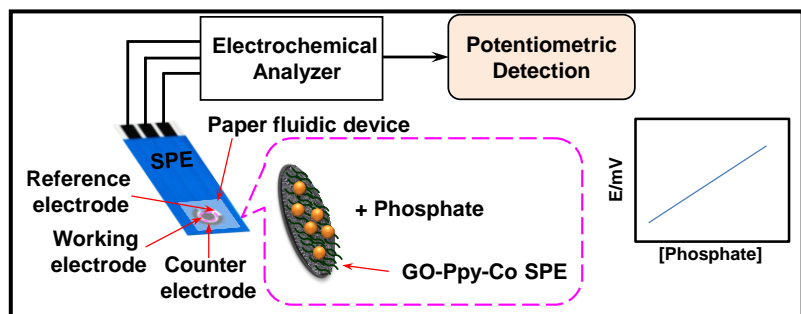 Electrochemical
Analyzer
Potentiometric
Detection
Paper fluidic device
SPE
Reference
electrode
Working
electrode
Counter
electrode
+ Phosphate
GO-Ppy-Co SPE
E/mV
[Phosphate]